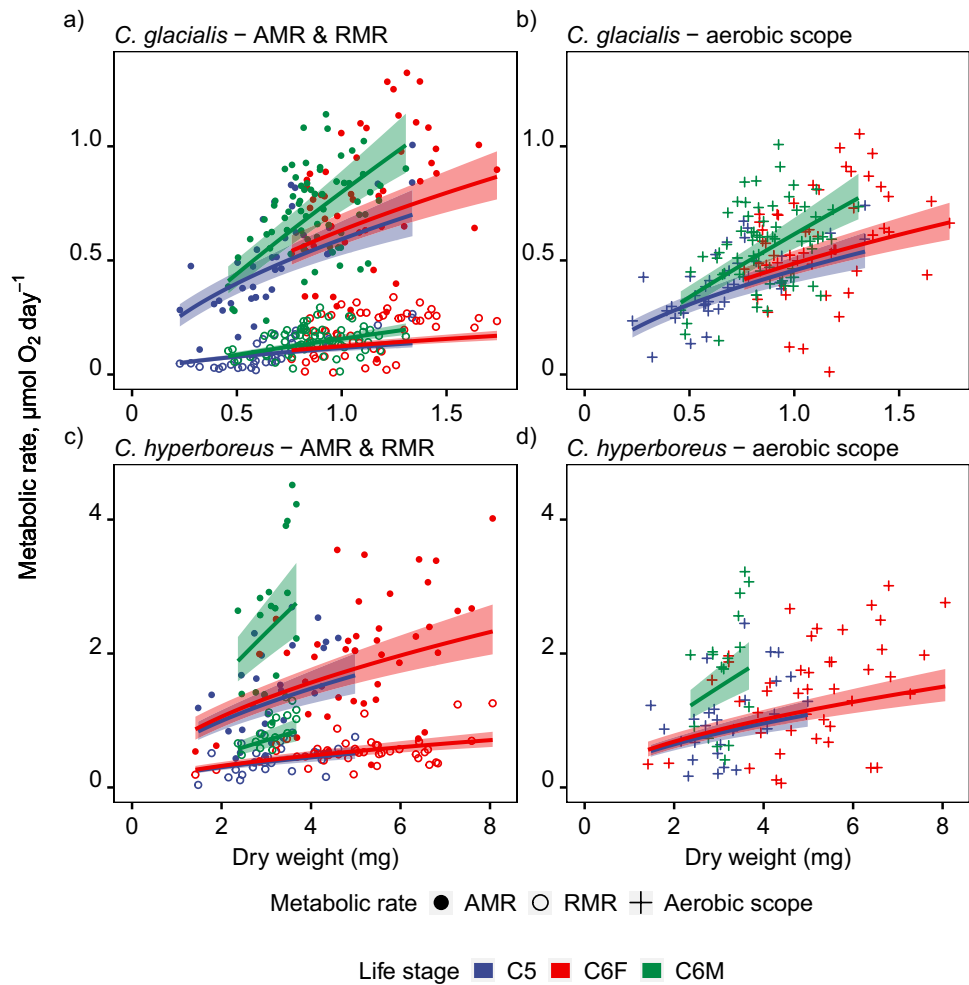 a)
C. glacialis − AMR & RMR
b)
C. glacialis − aerobic scope
Metabolic rate, µmol O₂ day⁻¹
1.0
0.5
0
0
0.5
1.0
1.5
1.0
0.5
0
0
0.5
1.0
1.5
c)
C. hyperboreus − AMR & RMR
d)
C. hyperboreus − aerobic scope
4
2
0
0
2
4
6
8
Dry weight (mg)
4
2
0
0
2
4
6
8
Dry weight (mg)
Metabolic rate AMR RMR Aerobic scope
Life stage C5 C6F C6M